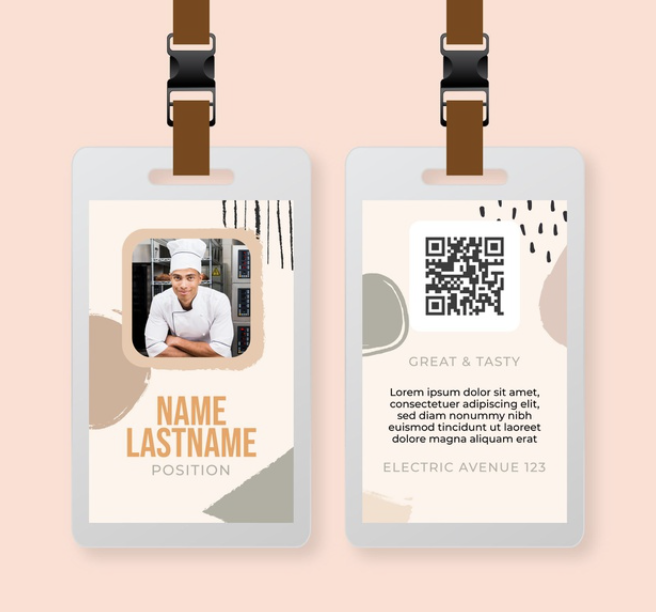 NAME
LASTNAME
POSITION
GREAT & TASTY
Lorem ipsum dolor sit amet,
consectetuer adipiscing elit,
sed diam nonummy nibh
euismod tincidunt ut laoreet
dolore magna aliquam erat
ELECTRIC AVENUE 123